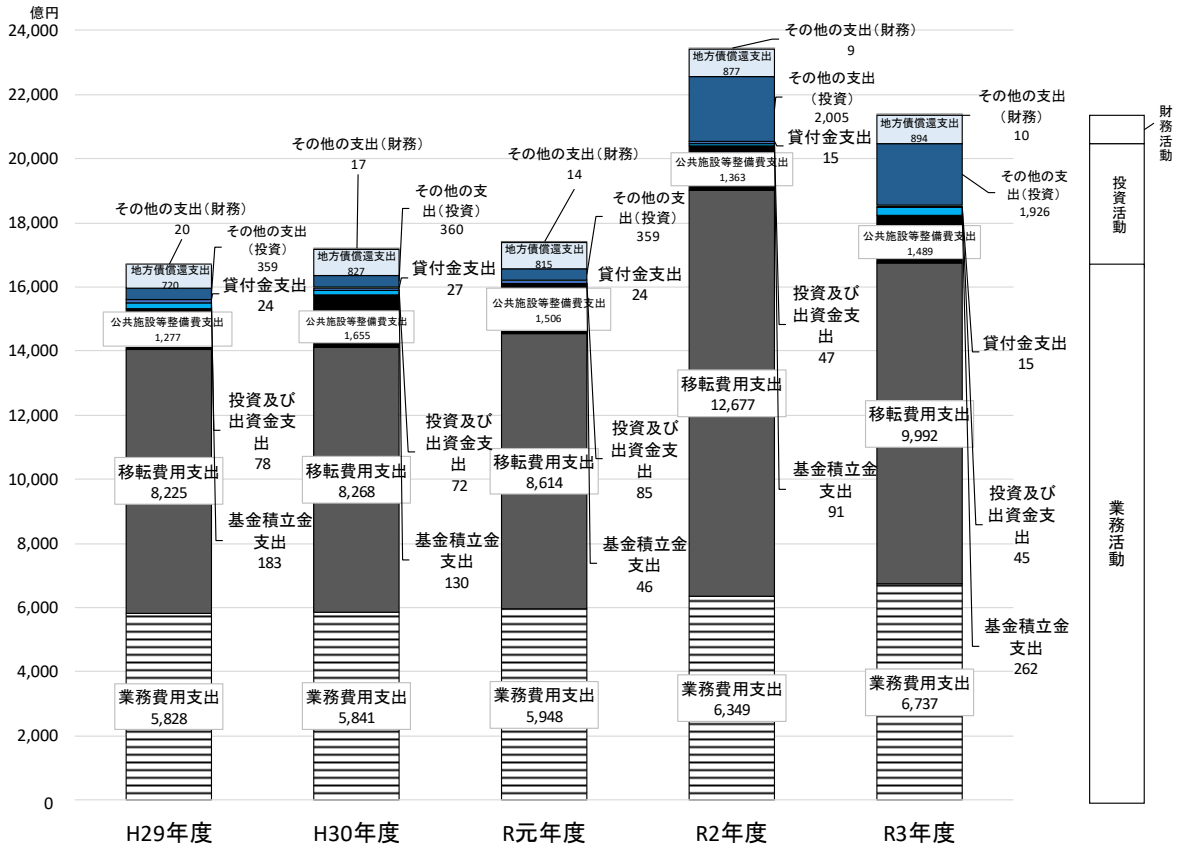 億円
24,000
22,000
20,000
18,000
16,000
14,000
12,000
10,000
8,000
6,000
4,000
2,000
0
その他の支出(財務)
20
地方債償還支出
720
その他の支
出(投資)
359
貸付金支出
24
公共施設等整備費支出
1,277
投資及び
出資金支
出
78
移転費用支出
8,225
基金積立金
支出
183
業務費用支出
5,828
H29年度
その他の支出(財務)
17
地方債償還支出
827
その他の支
出(投資)
360
貸付金支出
27
公共施設等整備費支出
1,655
投資及び
出資金支
出
72
移転費用支出
8,268
基金積立金
支出
130
業務費用支出
5,841
H30年度
その他の支出(財務)
14
地方債償還支出
815
その他の支
出(投資)
359
貸付金支出
24
公共施設等整備費支出
1,506
投資及び
出資金支
出
85
移転費用支出
8,614
基金積立金
支出
46
業務費用支出
5,948
R元年度
その他の支出(財務)
9
地方債償還支出
877
その他の支出
(投資)
2,005
貸付金支出
15
公共施設等整備費支出
1,363
投資及び
出資金支
出
47
移転費用支出
12,677
基金積立金
支出
91
業務費用支出
6,349
R2年度
その他の支出
(財務)
10
地方債償還支出
894
その他の支
出(投資)
1,926
公共施設等整備費支出
1,489
貸付金支出
15
移転費用支出
9,992
投資及び
出資金支
出
45
基金積立金
支出
262
業務費用支出
6,737
R3年度
財務活動
投資活動
業務活動